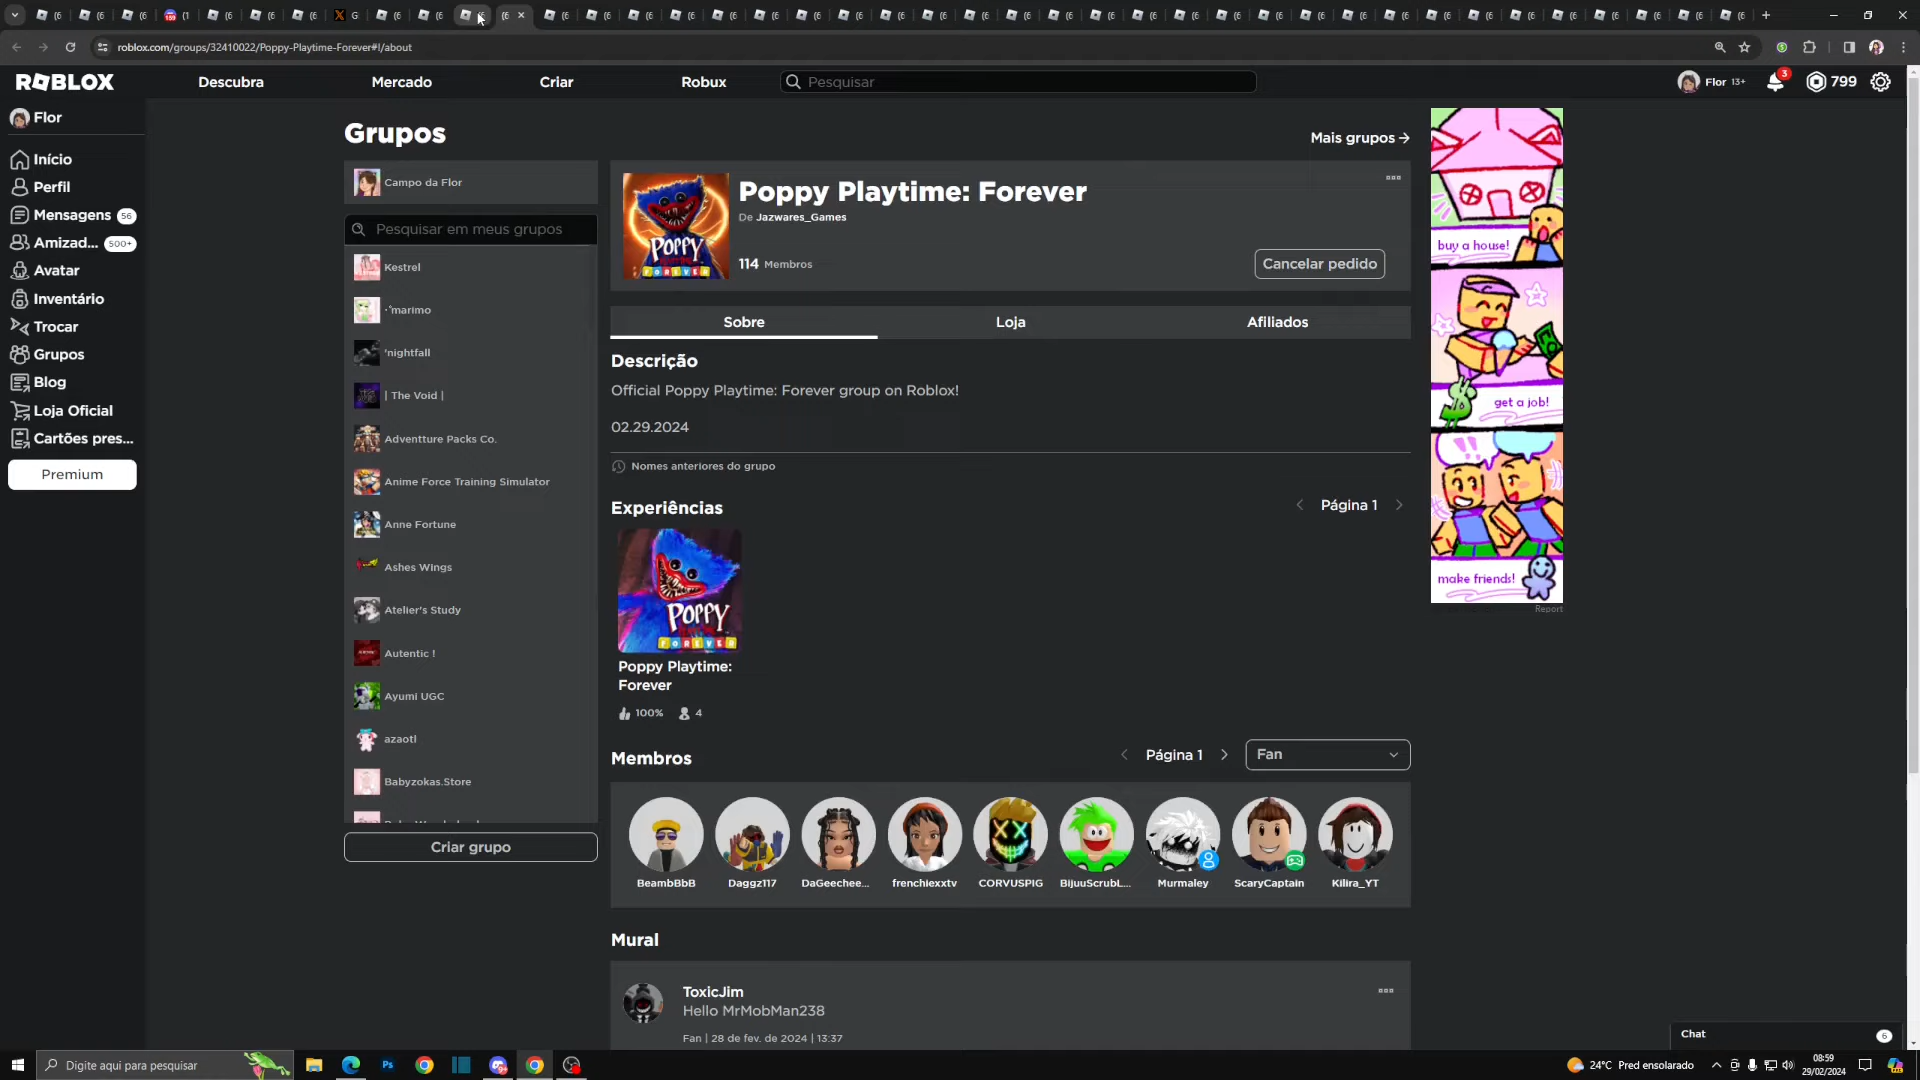 roblox.com/groups/32410022/Poppy-Playtime-Forever#!/about
ROBLOX
Descubra
Mercado
Criar
Robux
Pesquisar
Flor 13+
3
799
Flor
Início
Perfil
Mensagens 56
Amizad... 500+
Avatar
Inventário
Trocar
Grupos
Blog
Loja Oficial
Cartões pres...
Premium
Grupos
Mais grupos
Campo da Flor
Pesquisar em meus grupos
Kestrel
·˚marimo
'nightfall
| The Void |
Adventture Packs Co.
Anime Force Training Simulator
Anne Fortune
Ashes Wings
Atelier's Study
Autentic !
Ayumi UGC
azaotl
Babyzokas.Store
Criar grupo
POPPY
FOREVER
Poppy Playtime: Forever
De Jazwares_Games
114 Membros
Cancelar pedido
Sobre
Loja
Afiliados
Descrição
Official Poppy Playtime: Forever group on Roblox!
02.29.2024
Nomes anteriores do grupo
Experiências
Página 1
POPPY
FOREVER
Poppy Playtime:
Forever
100% 4
Membros
Página 1
Fan
BeambBbB
Daggz117
DaGeechee...
frenchiexxtv
CORVUSPIG
BijuuScrubL...
Murmaley
ScaryCaptain
Kilira_YT
Mural
ToxicJim
Hello MrMobMan238
Fan | 28 de fev. de 2024 | 13:37
buy a house!
get a job!
make friends!
Report
Chat 6
Digite aqui para pesquisar
Ps
24°C Pred ensolarado
08:59
29/02/2024